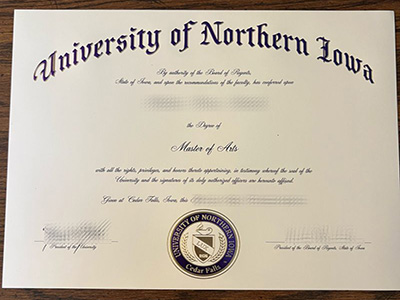 University of Northern Iowa
By authority of the Board of Regents,
State of Iowa, and upon the recommendations of the faculty, has conferred upon
the Degree of
Master of Arts
with all the rights, privileges, and honors thereto appertaining, in testimony whereof the seal of the
University and the signatures of its duly authorized officers are hereunto affixed.
Given at Cedar Falls, Iowa, this
UNIVERSITY OF NORTHERN IOWA
Cedar Falls
President of the University
President of the Board of Regents, State of Iowa